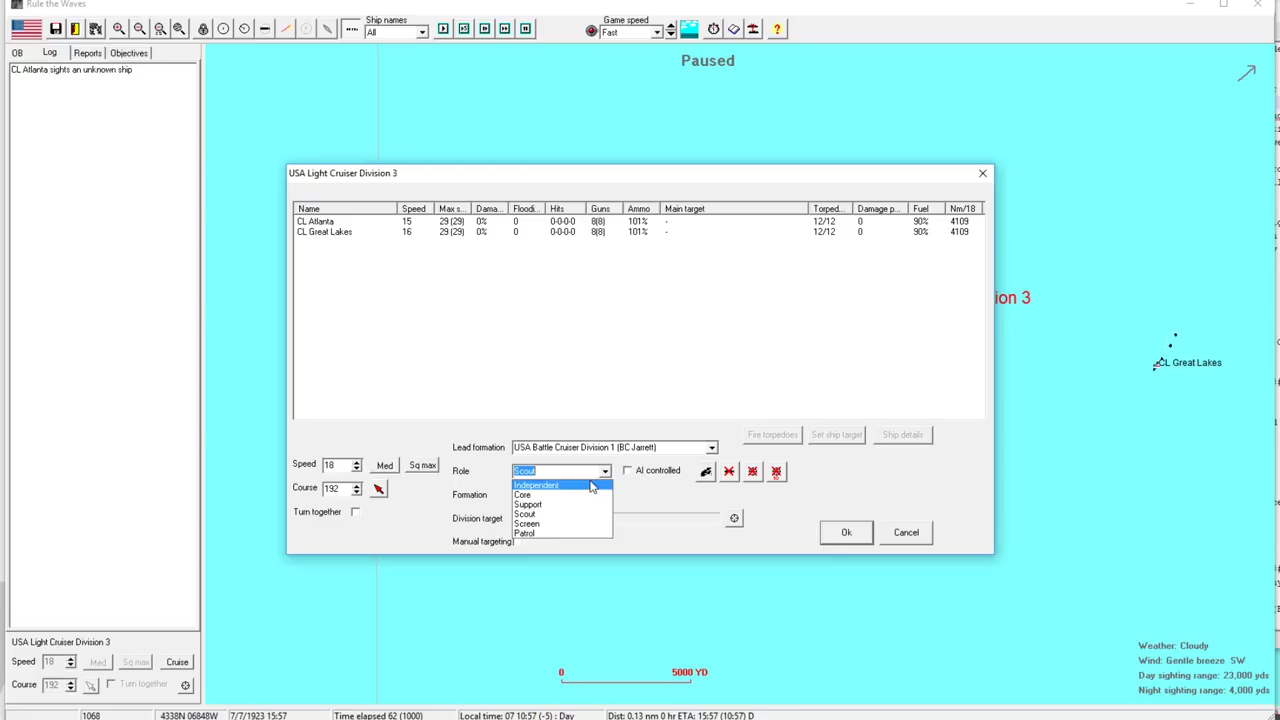 Rule the Waves
Ship names
All
Game speed
Fast
OB Log Reports Objectives
CL Atlanta sights an unknown ship
Paused
USA Light Cruiser Division 3
Name Speed Max s... Dama... Floodi... Hits Guns Ammo Main target Torped... Damage p... Fuel Nm/18
CL Atlanta 15 29 (29) 0% 0 0-0-0-0 8(8) 101% - 12/12 0 90% 4109
CL Great Lakes 16 29 (29) 0% 0 0-0-0-0 8(8) 101% - 12/12 0 90% 4109
ion 3
CL Great Lakes
Lead formation USA Battle Cruiser Division 1 (BC Jarrett)
Fire torpedoes Set ship target Ship details
Speed 18 Med Sq max
Role Scout AI controlled
Independent
Core
Support
Scout
Screen
Patrol
Course 192
Formation
Turn together
Division target
Manual targeting
Ok Cancel
USA Light Cruiser Division 3
Speed 18 Med Sq max Cruise
Course 192 Turn together
0 5000 YD
Weather: Cloudy
Wind: Gentle breeze SW
Day sighting range: 23,000 yds
Night sighting range: 4,000 yds
1068 4338N 06848W 7/7/1923 15:57 Time elapsed 62 (1000) Local time: 07 10:57 (-5) : Day Dist: 0.13 nm 0 hr ETA: 15:57 (10:57) D